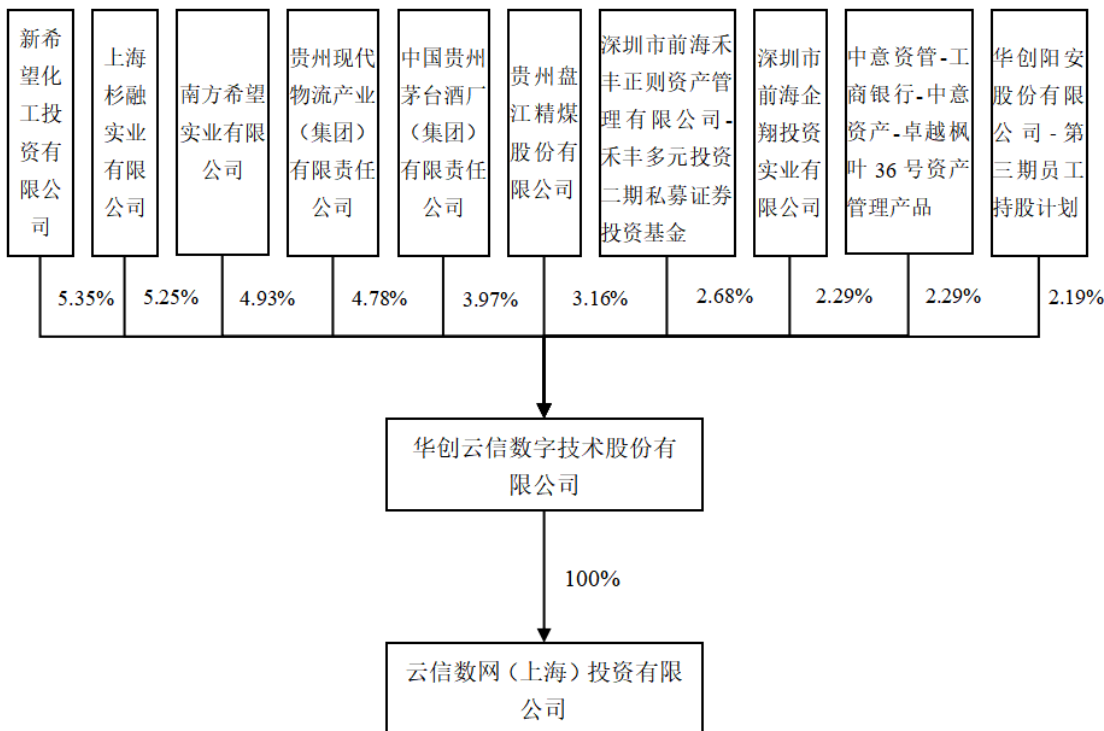 新希
望化
工投
资有
限公
司
上海
杉融
实业
有限
公司
南方希望
实业有限
公司
贵州现代
物流产业
（集团）
有限责任
公司
中国贵州
茅台酒厂
（集团）
有限责任
公司
贵州盘
江精煤
股份有
限公司
深圳市前海禾
丰正则资产管
理有限公司-
禾丰多元投资
二期私募证券
投资基金
深圳市
前海企
翔投资
实业有
限公司
中意资管-工
商银行-中意
资产-卓越枫
叶 36 号资产
管理产品
华创阳安
股份有限
公司-第
三期员工
持股计划
5.35%
5.25%
4.93%
4.78%
3.97%
3.16%
2.68%
2.29%
2.29%
2.19%
华创云信数字技术股份有
限公司
100%
云信数网（上海）投资有限
公司